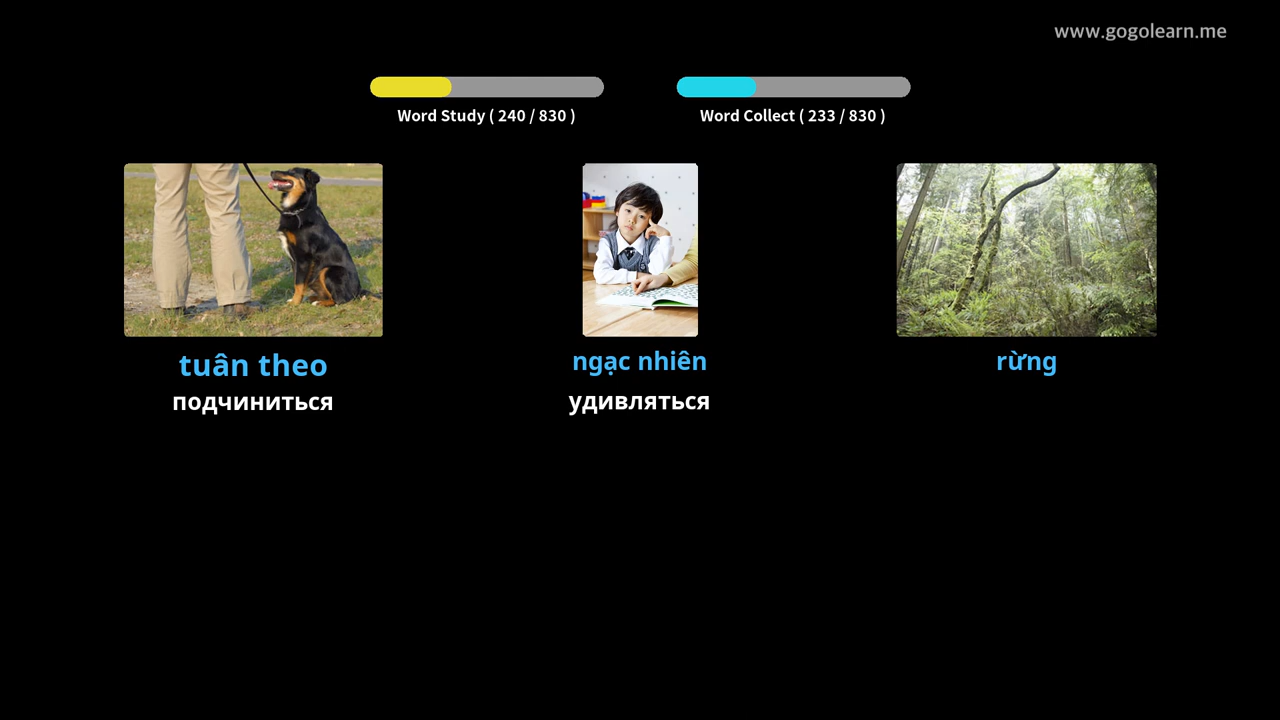 www.gogolearn.me
Word Study ( 240 / 830 )
Word Collect ( 233 / 830 )
tuân theo
ngạc nhiên
rừng
подчиниться
удивляться